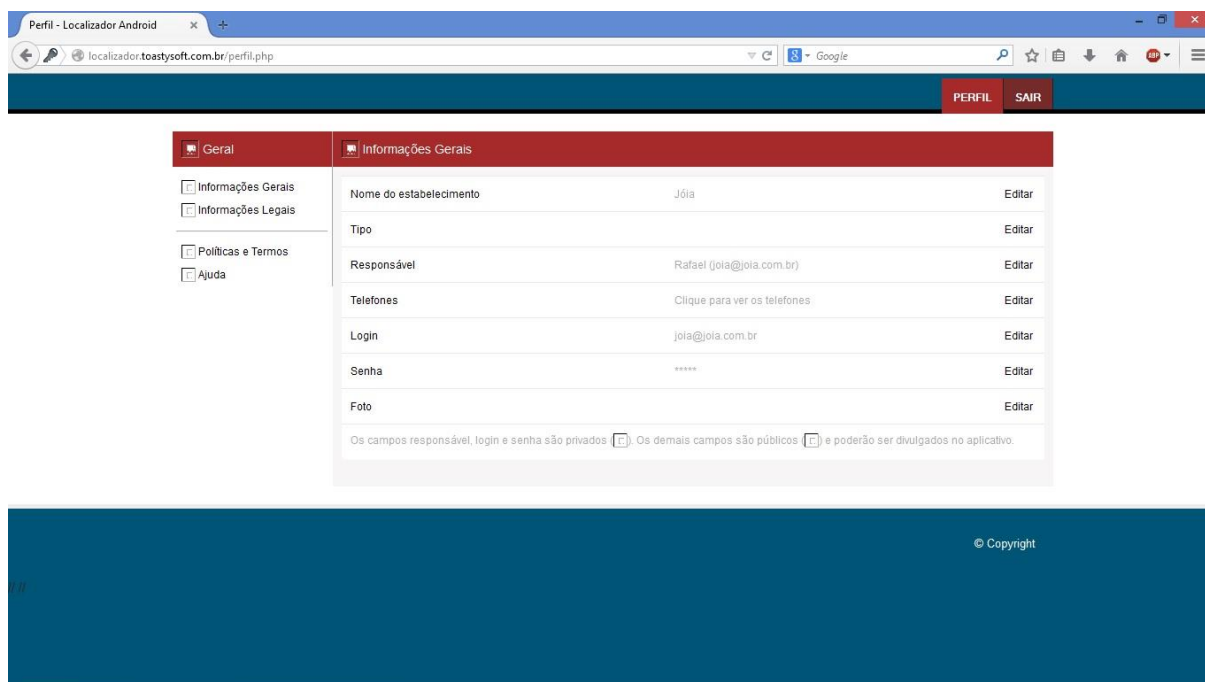 Perfil - Localizador Android
localizador.toastysoft.com.br/perfil.php
Google
ABP
PERFIL SAIR
Geral
Informações Gerais
Informações Legais
Políticas e Termos
Ajuda
Informações Gerais
Nome do estabelecimento Jóia Editar
Tipo Editar
Responsável Rafael (joia@joia.com.br) Editar
Telefones Clique para ver os telefones Editar
Login joia@joia.com.br Editar
Senha ***** Editar
Foto Editar
Os campos responsável, login e senha são privados ( ). Os demais campos são públicos ( ) e poderão ser divulgados no aplicativo.
© Copyright
// //